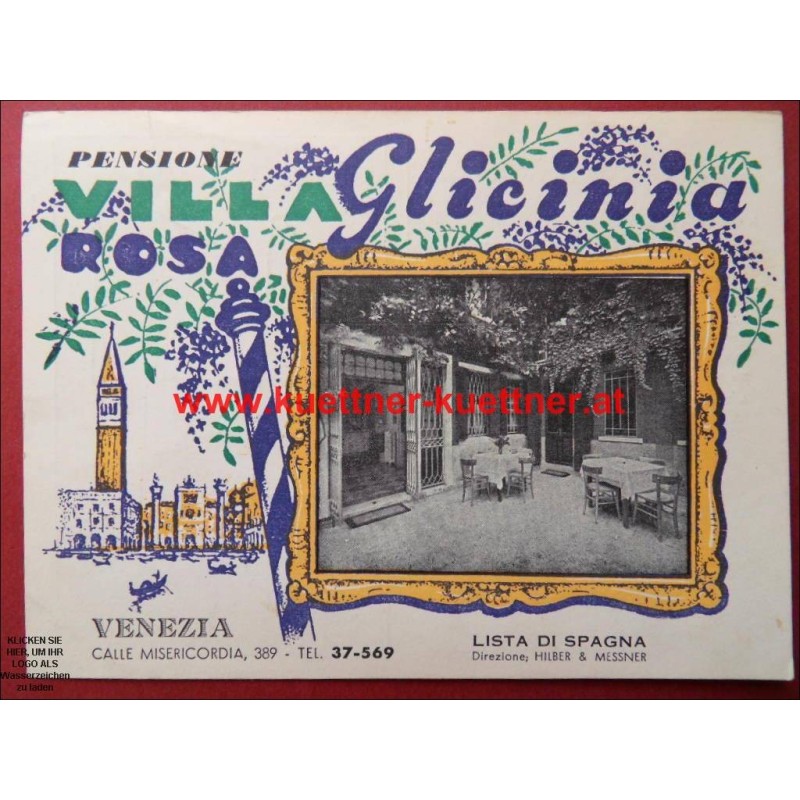 PENSIONE
VILLA Glicinia
ROSA
www.kuettner-kuettner.at
VENEZIA
CALLE MISERICORDIA, 389 - TEL. 37-569
LISTA DI SPAGNA
Direzione; HILBER & MESSNER
KLICKEN SIE
HIER, UM IHR
LOGO ALS
Wasserzeichen
zu laden